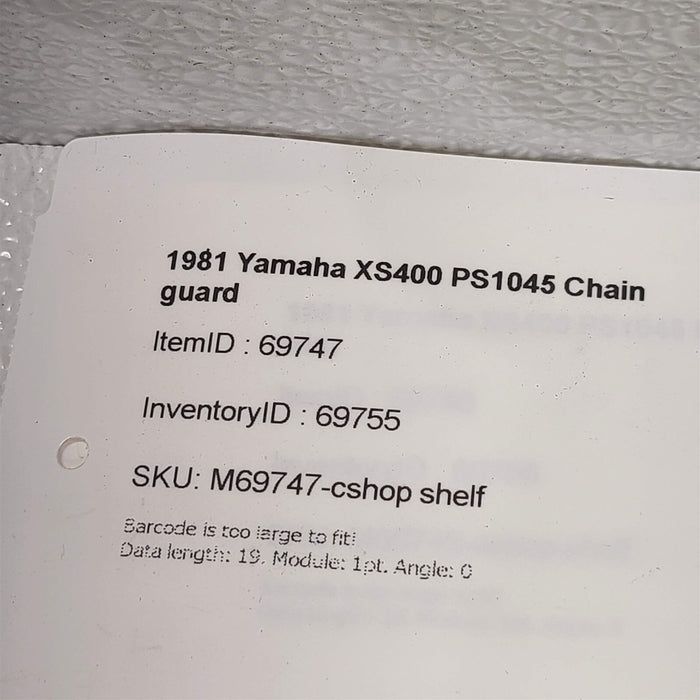 1981 Yamaha XS400 PS1045 Chain
guard
ItemID : 69747
InventoryID : 69755
SKU: M69747-cshop shelf
Barcode is too large to fit!
Data length: 19. Module: 1pt. Angle: 0